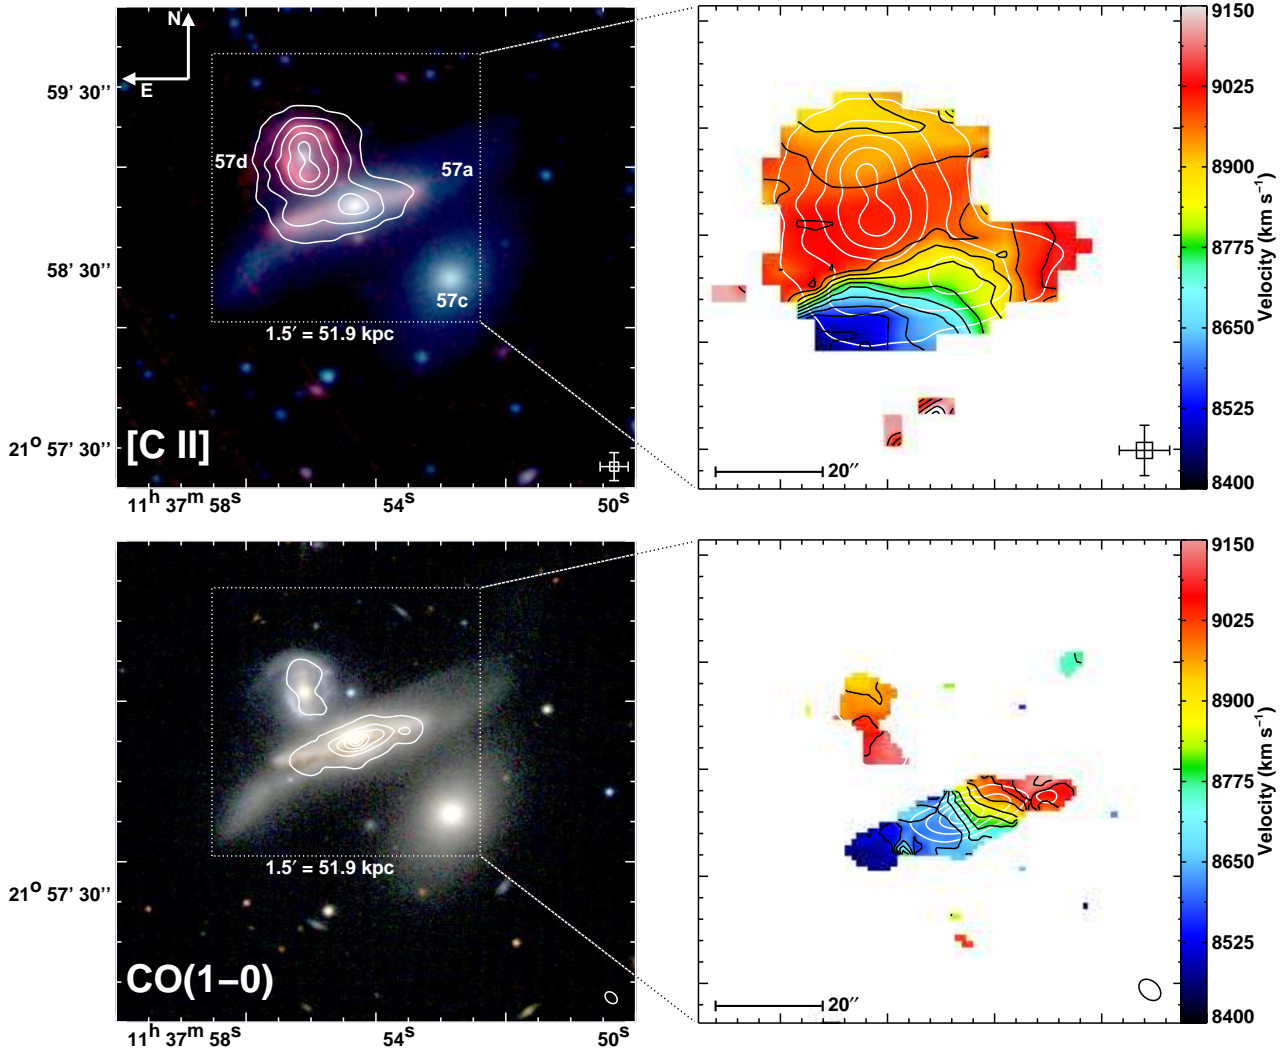 N
E
59' 30''
57d
57a
58' 30''
57c
1.5′ = 51.9 kpc
[C II]
21° 57' 30''
11ʰ 37ᵐ 58ˢ 54ˢ 50ˢ
20″
9150
9025
8900
8775
8650
8525
8400
Velocity (km s⁻¹)
1.5′ = 51.9 kpc
21° 57' 30''
CO(1−0)
11ʰ 37ᵐ 58ˢ 54ˢ 50ˢ
20″
9150
9025
8900
8775
8650
8525
8400
Velocity (km s⁻¹)